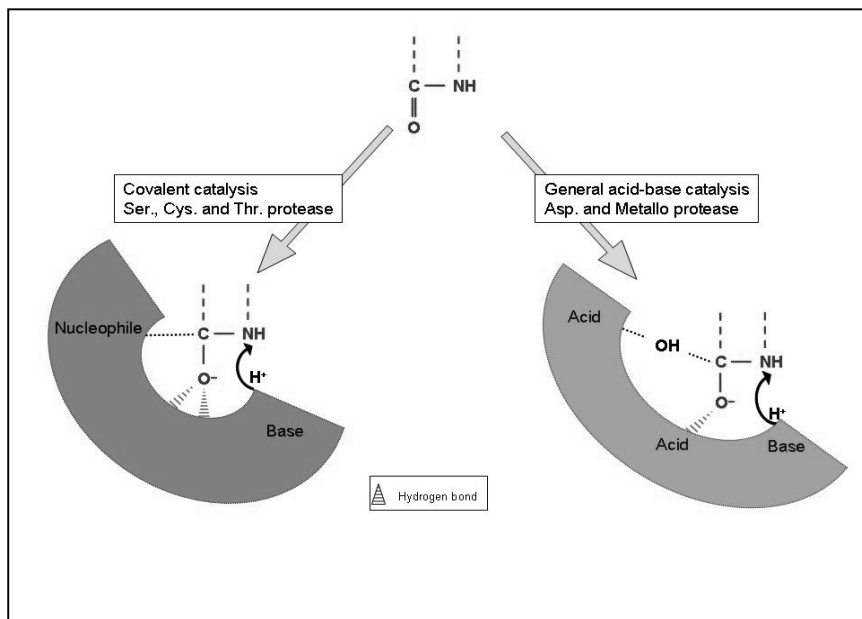 C — NH
O
Covalent catalysis
Ser., Cys. and Thr. protease
General acid-base catalysis
Asp. and Metallo protease
Nucleophile
C — NH
O⁻
H⁺
Base
Acid
OH
C — NH
O⁻
H⁺
Acid
Base
Hydrogen bond